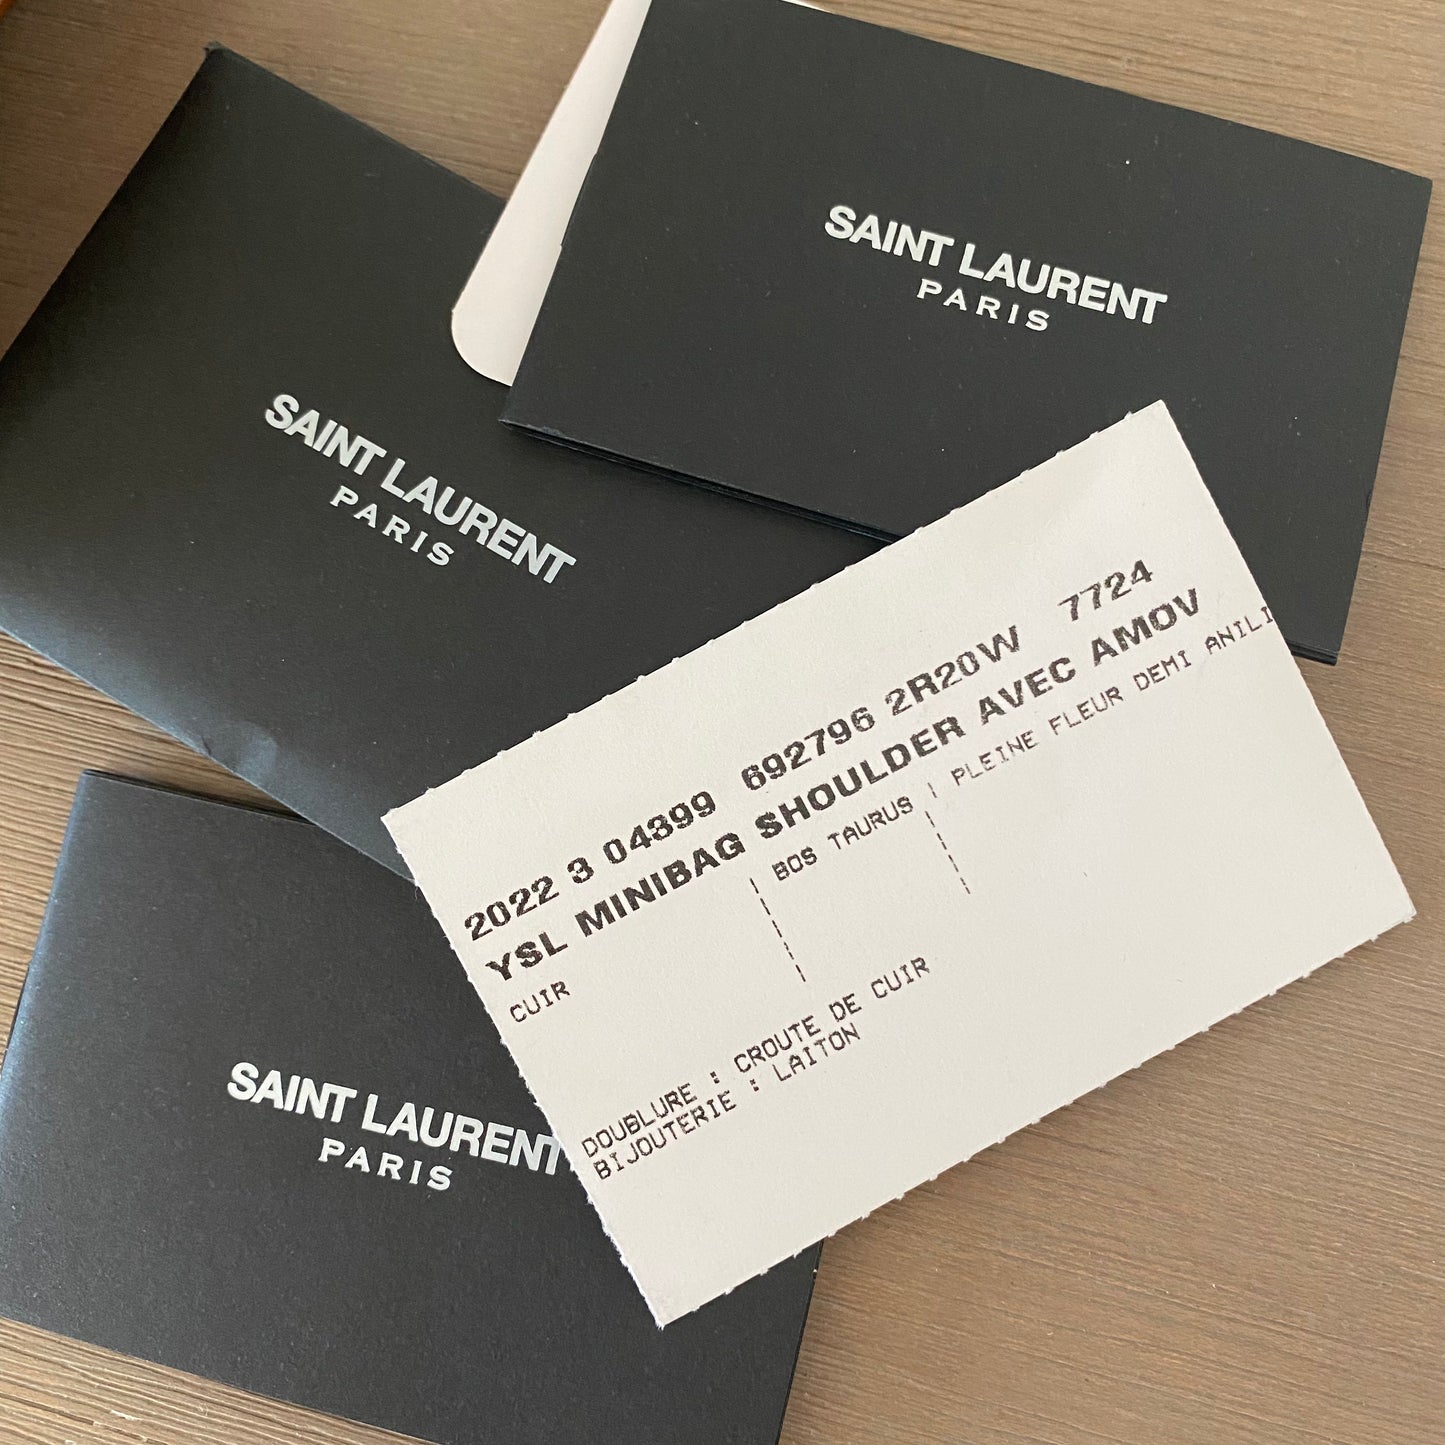 SAINT LAURENT
PARIS
SAINT LAURENT
PARIS
2022 3 04399 692796 2R20W 7724
YSL MINIBAG SHOULDER AVEC AMOV
CUIR | BOS TAURUS | PLEINE FLEUR DEMI ANILI
DOUBLURE : CROUTE DE CUIR
BIJOUTERIE : LAITON
SAINT LAURENT
PARIS